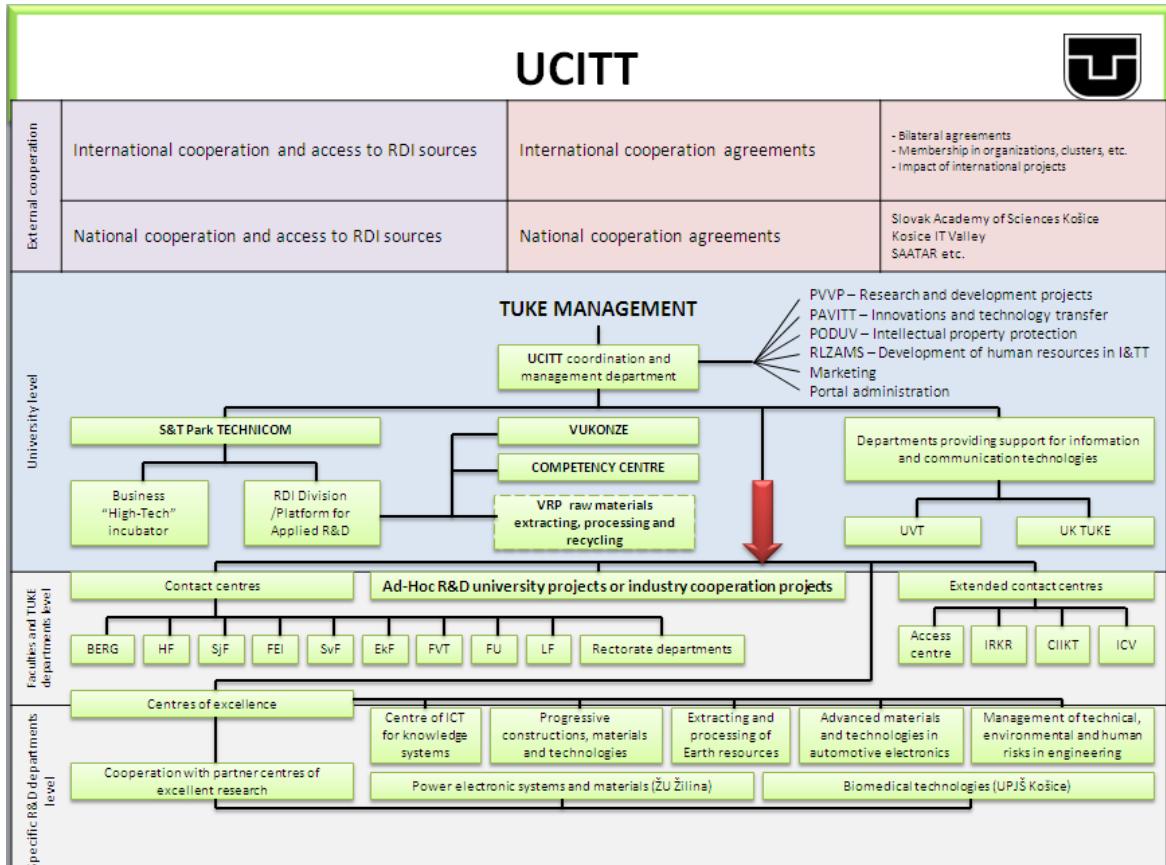 UCITT
External cooperation
International cooperation and access to RDI sources
International cooperation agreements
- Bilateral agreements
- Membership in organizations, clusters, etc.
- Impact of international projects
National cooperation and access to RDI sources
National cooperation agreements
Slovak Academy of Sciences Košice
Kosice IT Valley
SAATAR etc.
University level
TUKE MANAGEMENT
UCITT coordination and
management department
PVVP – Research and development projects
PAVITT – Innovations and technology transfer
PODUV – Intellectual property protection
RLZAMS – Development of human resources in I&TT
Marketing
Portal administration
S&T Park TECHNICOM
VUKONZE
COMPETENCY CENTRE
Departments providing support for information
and communication technologies
Business
“High-Tech”
incubator
RDI Division
/Platform for
Applied R&D
VRP raw materials
extracting, processing and
recycling
UVT
UK TUKE
Faculties and TUKE
departments level
Contact centres
Ad-Hoc R&D university projects or industry cooperation projects
Extended contact centres
BERG
HF
SjF
FEI
SvF
EkF
FVT
FU
LF
Rectorate departments
Access
centre
IRKR
CIIKT
ICV
Specific R&D departments
level
Centres of excellence
Centre of ICT
for knowledge
systems
Progressive
constructions, materials
and technologies
Extracting and
processing of
Earth resources
Advanced materials
and technologies in
automotive electronics
Management of technical,
environmental and human
risks in engineering
Cooperation with partner centres of
excellent research
Power electronic systems and materials (ŽU Žilina)
Biomedical technologies (UPJŠ Košice)